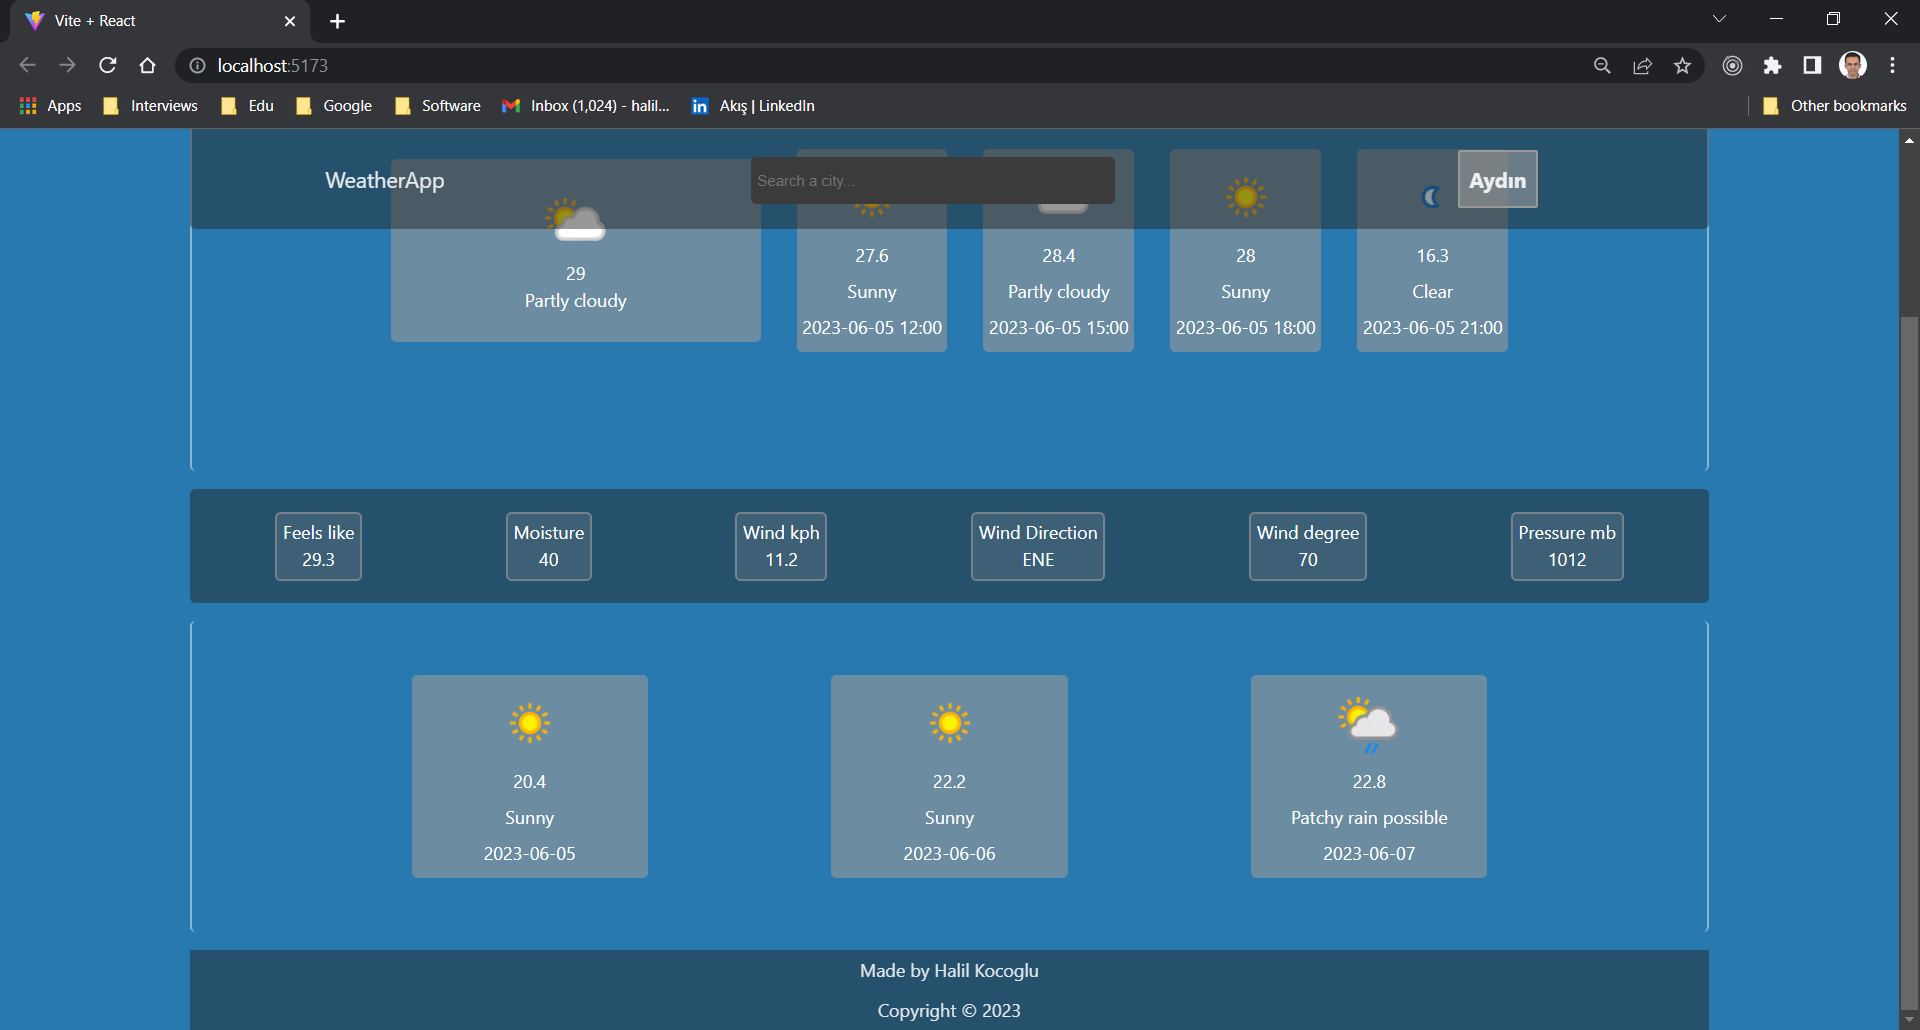 Vite + React
localhost:5173
Apps
Interviews
Edu
Google
Software
Inbox (1,024) - halil...
Akış | LinkedIn
Other bookmarks
WeatherApp
Search a city...
Aydın
29
Partly cloudy
27.6
Sunny
2023-06-05 12:00
28.4
Partly cloudy
2023-06-05 15:00
28
Sunny
2023-06-05 18:00
16.3
Clear
2023-06-05 21:00
Feels like
29.3
Moisture
40
Wind kph
11.2
Wind Direction
ENE
Wind degree
70
Pressure mb
1012
20.4
Sunny
2023-06-05
22.2
Sunny
2023-06-06
22.8
Patchy rain possible
2023-06-07
Made by Halil Kocoglu
Copyright © 2023